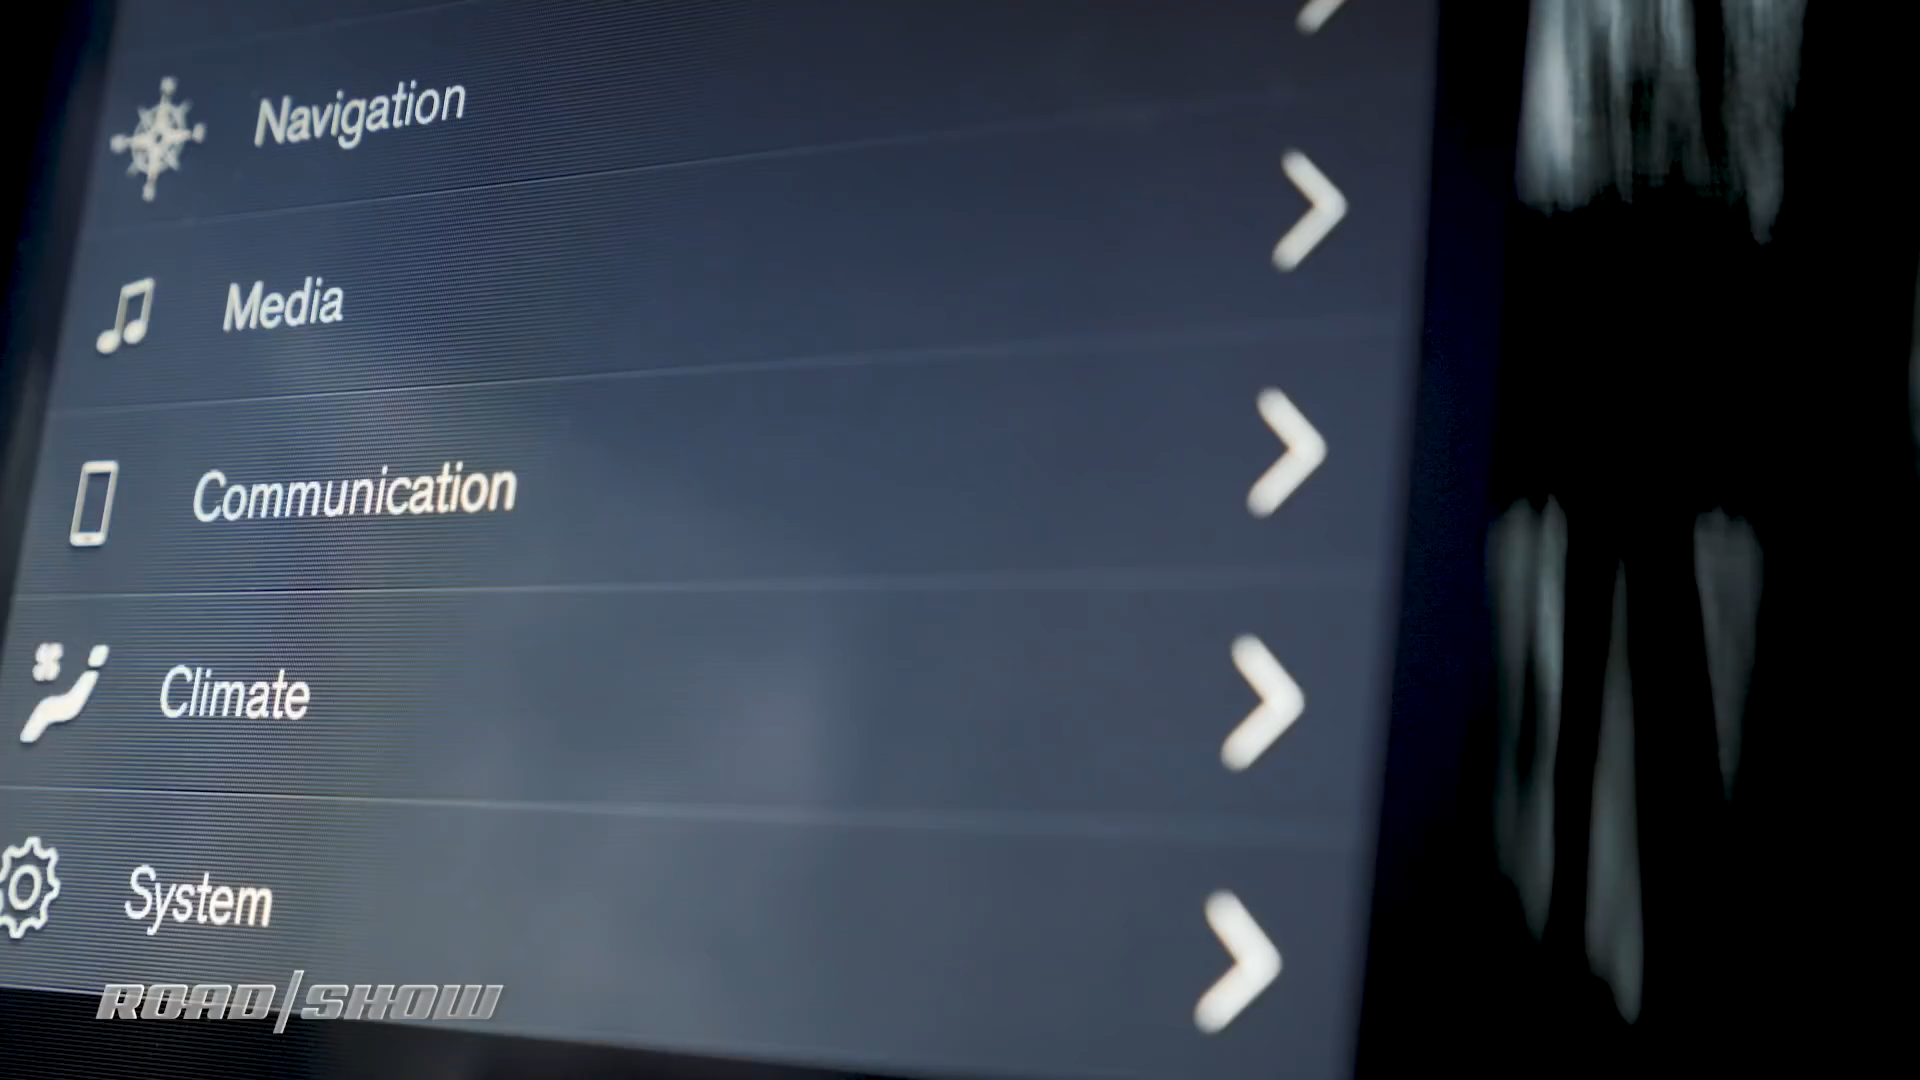 Navigation
Media
Communication
Climate
System
ROAD/SHOW